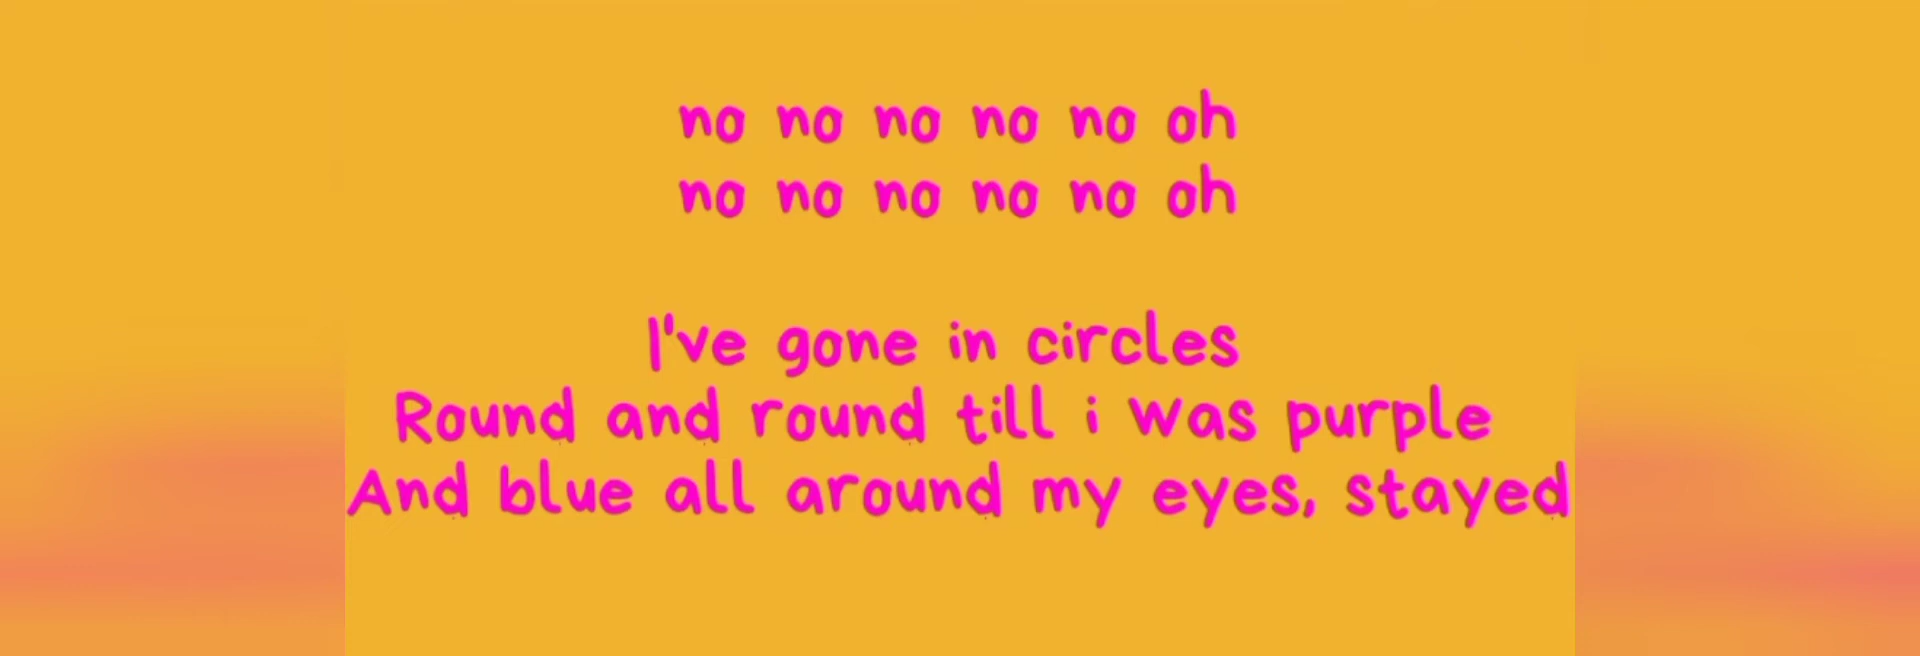 no no no no no oh
no no no no no oh
I've gone in circles
Round and round till i was purple
And blue all around my eyes, stayed